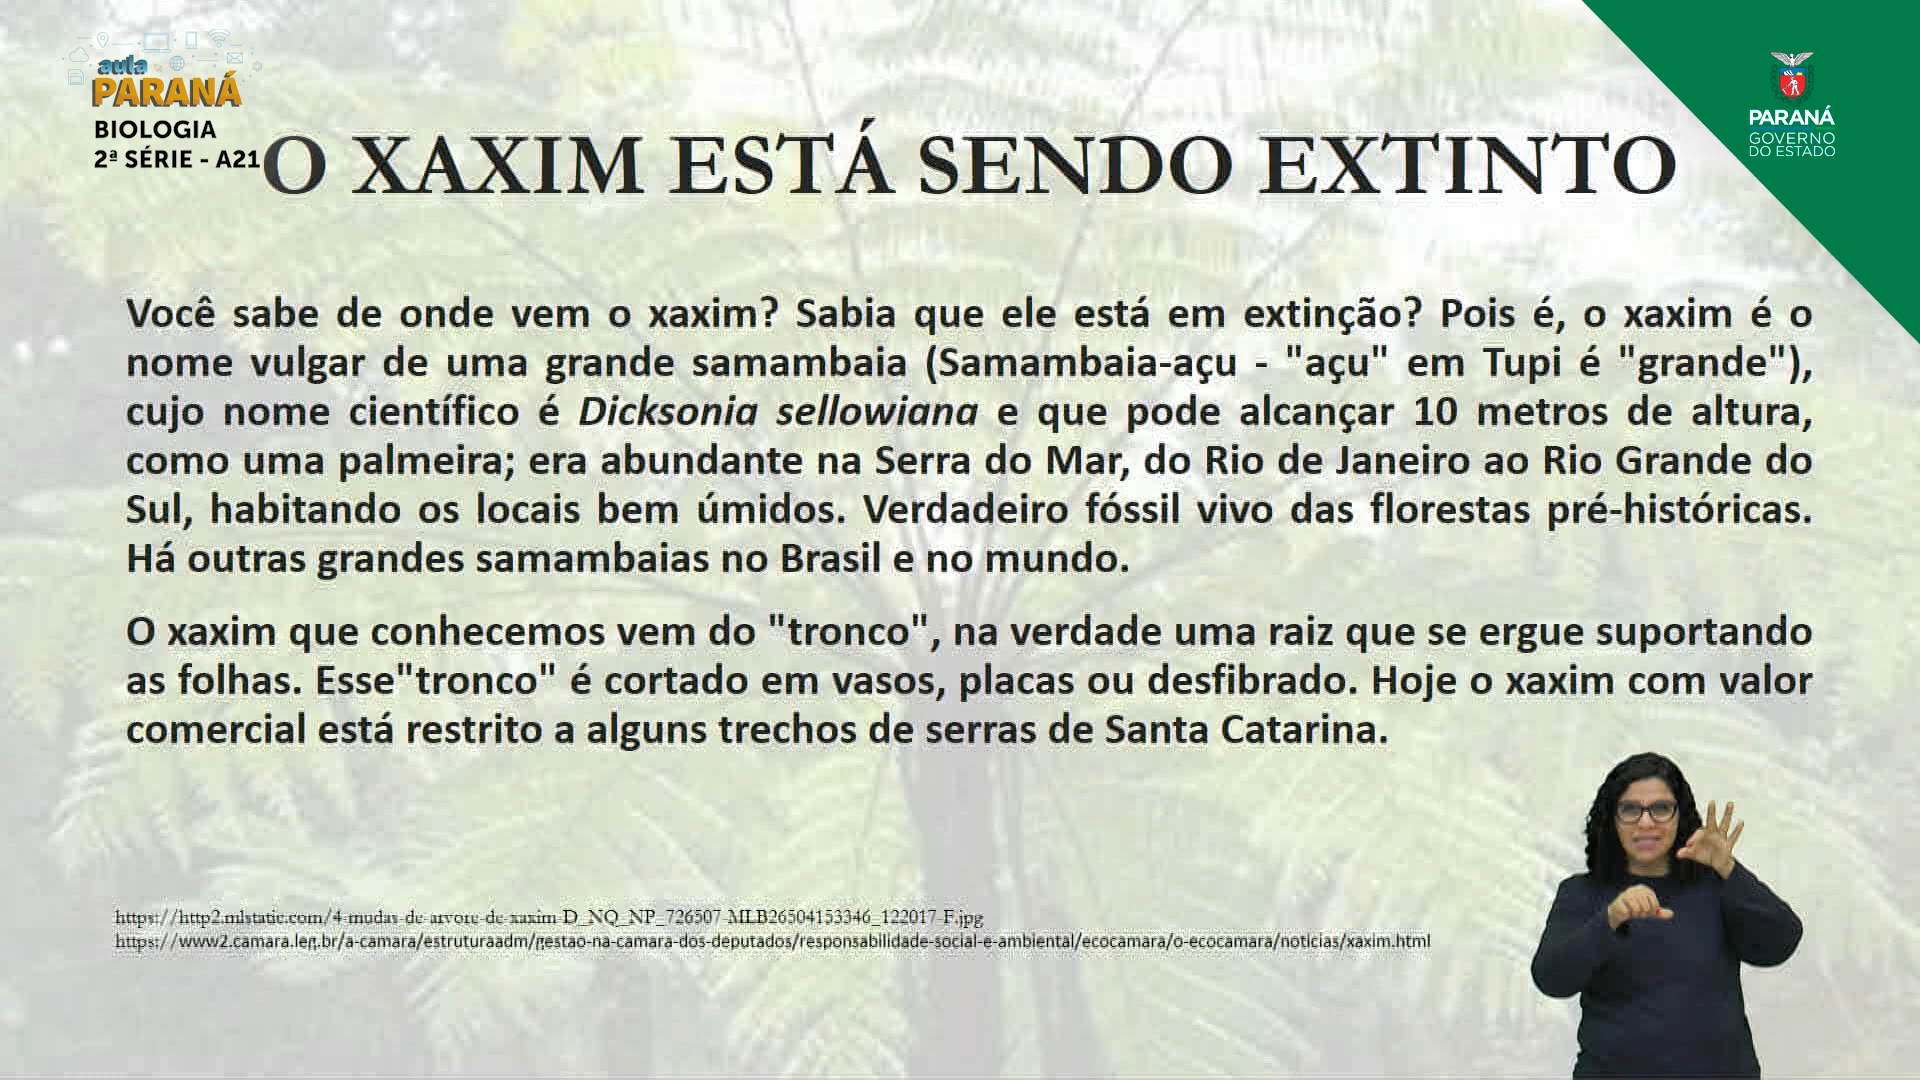 aula
PARANÁ
BIOLOGIA
2ª SÉRIE - A21
PARANÁ
GOVERNO
DO ESTADO
O XAXIM ESTÁ SENDO EXTINTO
Você sabe de onde vem o xaxim? Sabia que ele está em extinção? Pois é, o xaxim é o
nome vulgar de uma grande samambaia (Samambaia-açu - "açu" em Tupi é "grande"),
cujo nome científico é Dicksonia sellowiana e que pode alcançar 10 metros de altura,
como uma palmeira; era abundante na Serra do Mar, do Rio de Janeiro ao Rio Grande do
Sul, habitando os locais bem úmidos. Verdadeiro fóssil vivo das florestas pré-históricas.
Há outras grandes samambaias no Brasil e no mundo.
O xaxim que conhecemos vem do "tronco", na verdade uma raiz que se ergue suportando
as folhas. Esse"tronco" é cortado em vasos, placas ou desfibrado. Hoje o xaxim com valor
comercial está restrito a alguns trechos de serras de Santa Catarina.
https://http2.mlstatic.com/4-mudas-de-arvore-de-xaxim-D_NQ_NP_726507-MLB26504153346_122017-F.jpg
https://www2.camara.leg.br/a-camara/estruturaadm/gestao-na-camara-dos-deputados/responsabilidade-social-e-ambiental/ecocamara/o-ecocamara/noticias/xaxim.html